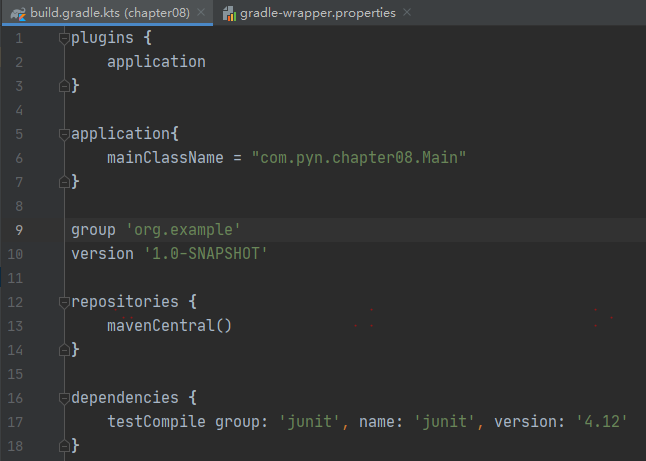 build.gradle.kts (chapter08) gradle-wrapper.properties
1 plugins {
2 application
3 }
4
5 application{
6 mainClassName = "com.pyn.chapter08.Main"
7 }
8
9 group 'org.example'
10 version '1.0-SNAPSHOT'
11
12 repositories {
13 mavenCentral()
14 }
15
16 dependencies {
17 testCompile group: 'junit', name: 'junit', version: '4.12'
18 }